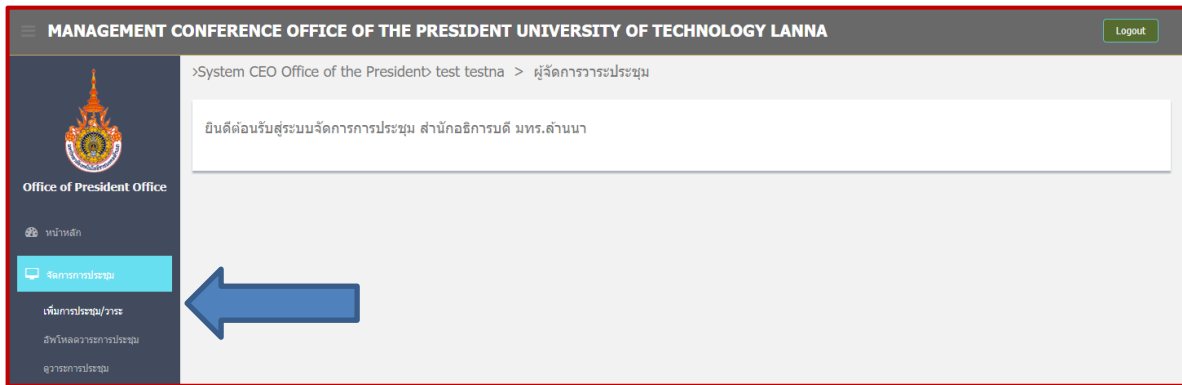 MANAGEMENT CONFERENCE OFFICE OF THE PRESIDENT UNIVERSITY OF TECHNOLOGY LANNA
Logout
>System CEO Office of the President> test testna > ผู้จัดการวาระประชุม
ยินดีต้อนรับสู่ระบบจัดการการประชุม สำนักอธิการบดี มทร.ล้านนา
Office of President Office
หน้าหลัก
จัดการการประชุม
เพิ่มการประชุม/วาระ
อัพโหลดวาระการประชุม
ดูวาระการประชุม